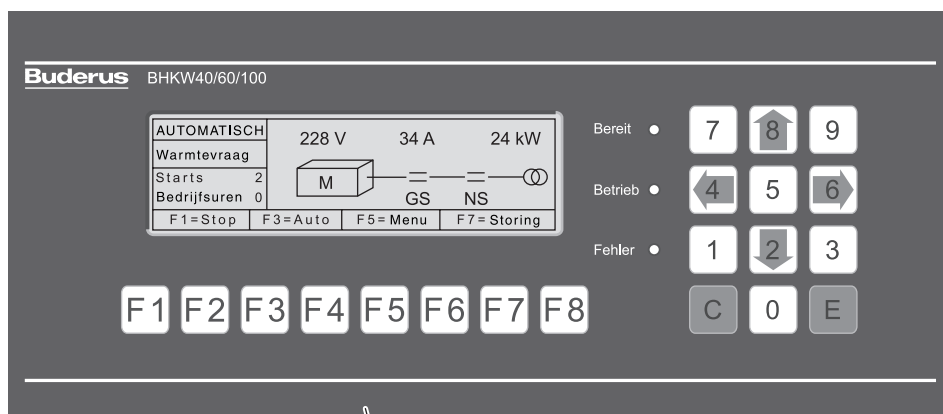 Buderus BHKW40/60/100
AUTOMATISCH
228 V 34 A 24 kW
Warmtevraag
Starts 2
M
Bedrijfsuren 0
GS NS
F1=Stop F3=Auto F5=Menu F7=Storing
Bereit
Betrieb
Fehler
7 8 9
4 5 6
1 2 3
C 0 E
F1 F2 F3 F4 F5 F6 F7 F8